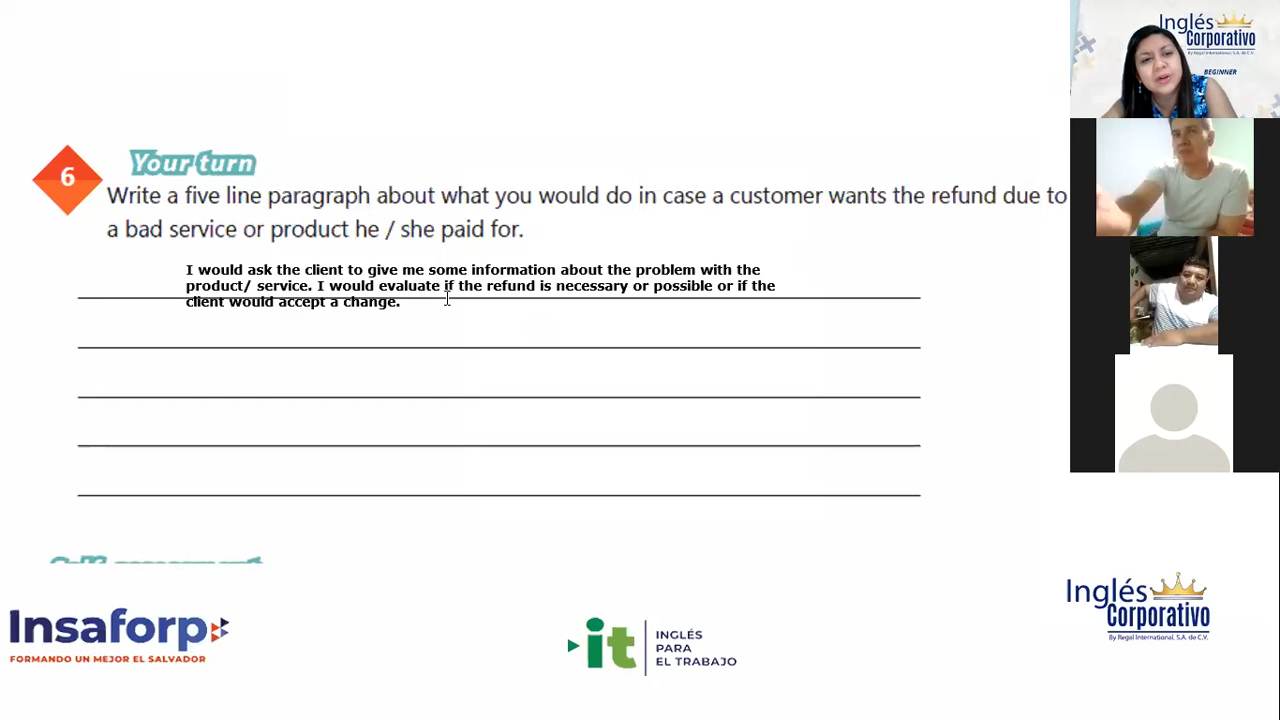 Inglés
Corporativo
By Regal International, S.A. de C.V.
BEGINNER
6
Your turn
Write a five line paragraph about what you would do in case a customer wants the refund due to
a bad service or product he / she paid for.
I would ask the client to give me some information about the problem with the
product/ service. I would evaluate if the refund is necessary or possible or if the
client would accept a change.
Insaforp
FORMANDO UN MEJOR EL SALVADOR
it
INGLÉS
PARA
EL TRABAJO
Inglés
Corporativo
By Regal International, S.A. de C.V.